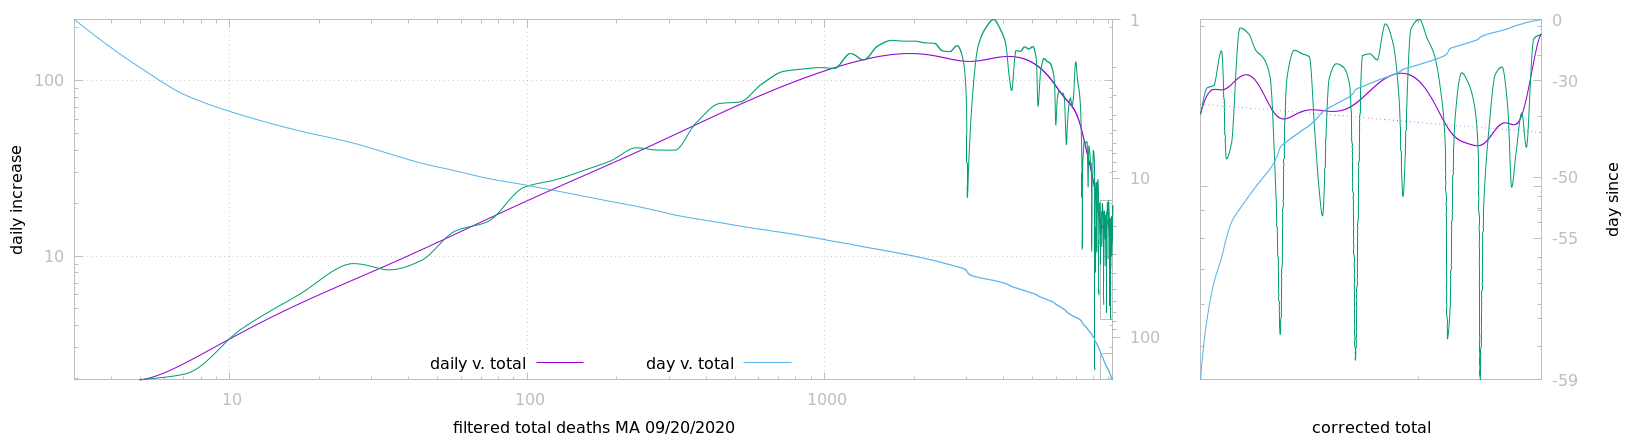 1
0
100
-30
10
-50
daily increase
day since
10
-55
100
daily v. total
day v. total
-59
10
100
1000
filtered total deaths MA 09/20/2020
corrected total